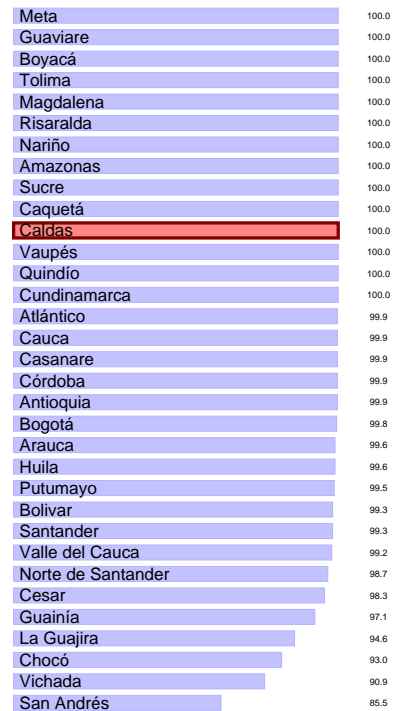 Meta 100.0
Guaviare 100.0
Boyacá 100.0
Tolima 100.0
Magdalena 100.0
Risaralda 100.0
Nariño 100.0
Amazonas 100.0
Sucre 100.0
Caquetá 100.0
Caldas 100.0
Vaupés 100.0
Quindío 100.0
Cundinamarca 100.0
Atlántico 99.9
Cauca 99.9
Casanare 99.9
Córdoba 99.9
Antioquia 99.9
Bogotá 99.8
Arauca 99.6
Huila 99.6
Putumayo 99.5
Bolivar 99.3
Santander 99.3
Valle del Cauca 99.2
Norte de Santander 98.7
Cesar 98.3
Guainía 97.1
La Guajira 94.6
Chocó 93.0
Vichada 90.9
San Andrés 85.5